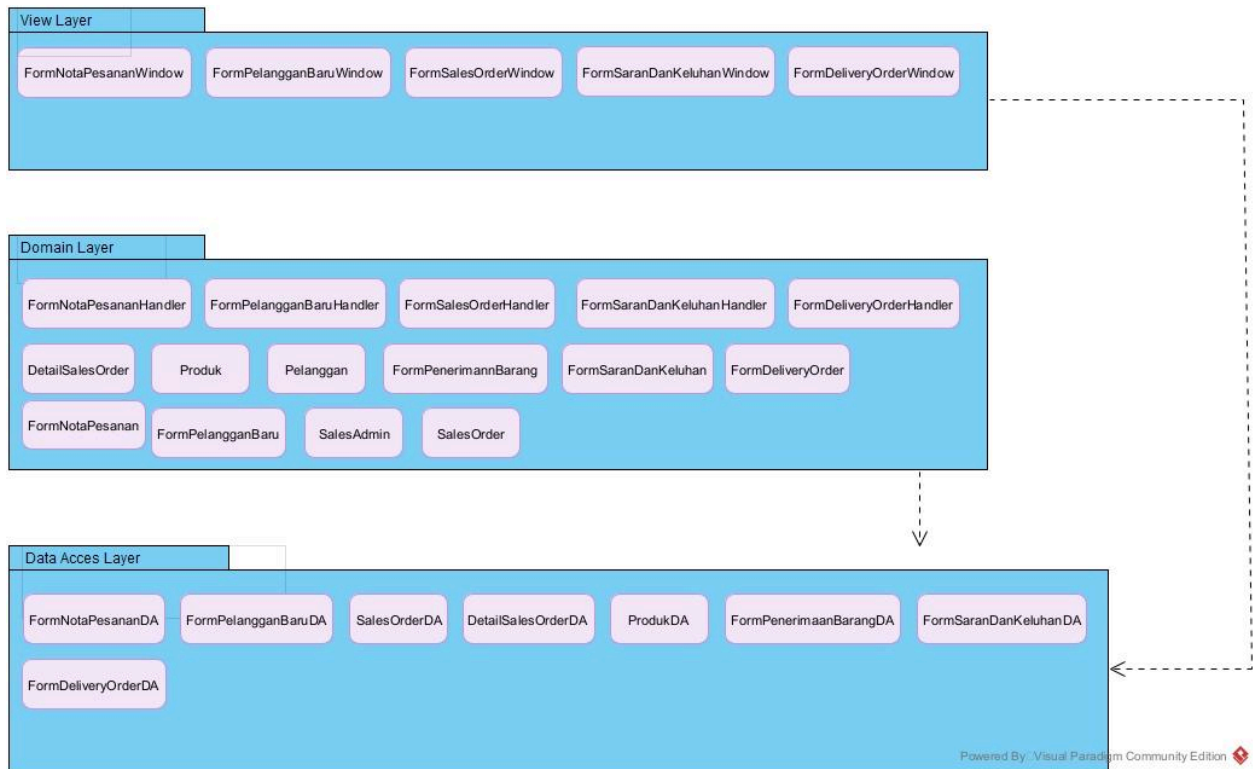 View Layer
FormNotaPesananWindow
FormPelangganBaruWindow
FormSalesOrderWindow
FormSaranDanKeluhanWindow
FormDeliveryOrderWindow
Domain Layer
FormNotaPesananHandler
FormPelangganBaruHandler
FormSalesOrderHandler
FormSaranDanKeluhanHandler
FormDeliveryOrderHandler
DetailSalesOrder
Produk
Pelanggan
FormPenerimannBarang
FormSaranDanKeluhan
FormDeliveryOrder
FormNotaPesanan
FormPelangganBaru
SalesAdmin
SalesOrder
Data Acces Layer
FormNotaPesananDA
FormPelangganBaruDA
SalesOrderDA
DetailSalesOrderDA
ProdukDA
FormPenerimaanBarangDA
FormSaranDanKeluhanDA
FormDeliveryOrderDA
Powered By Visual Paradigm Community Edition